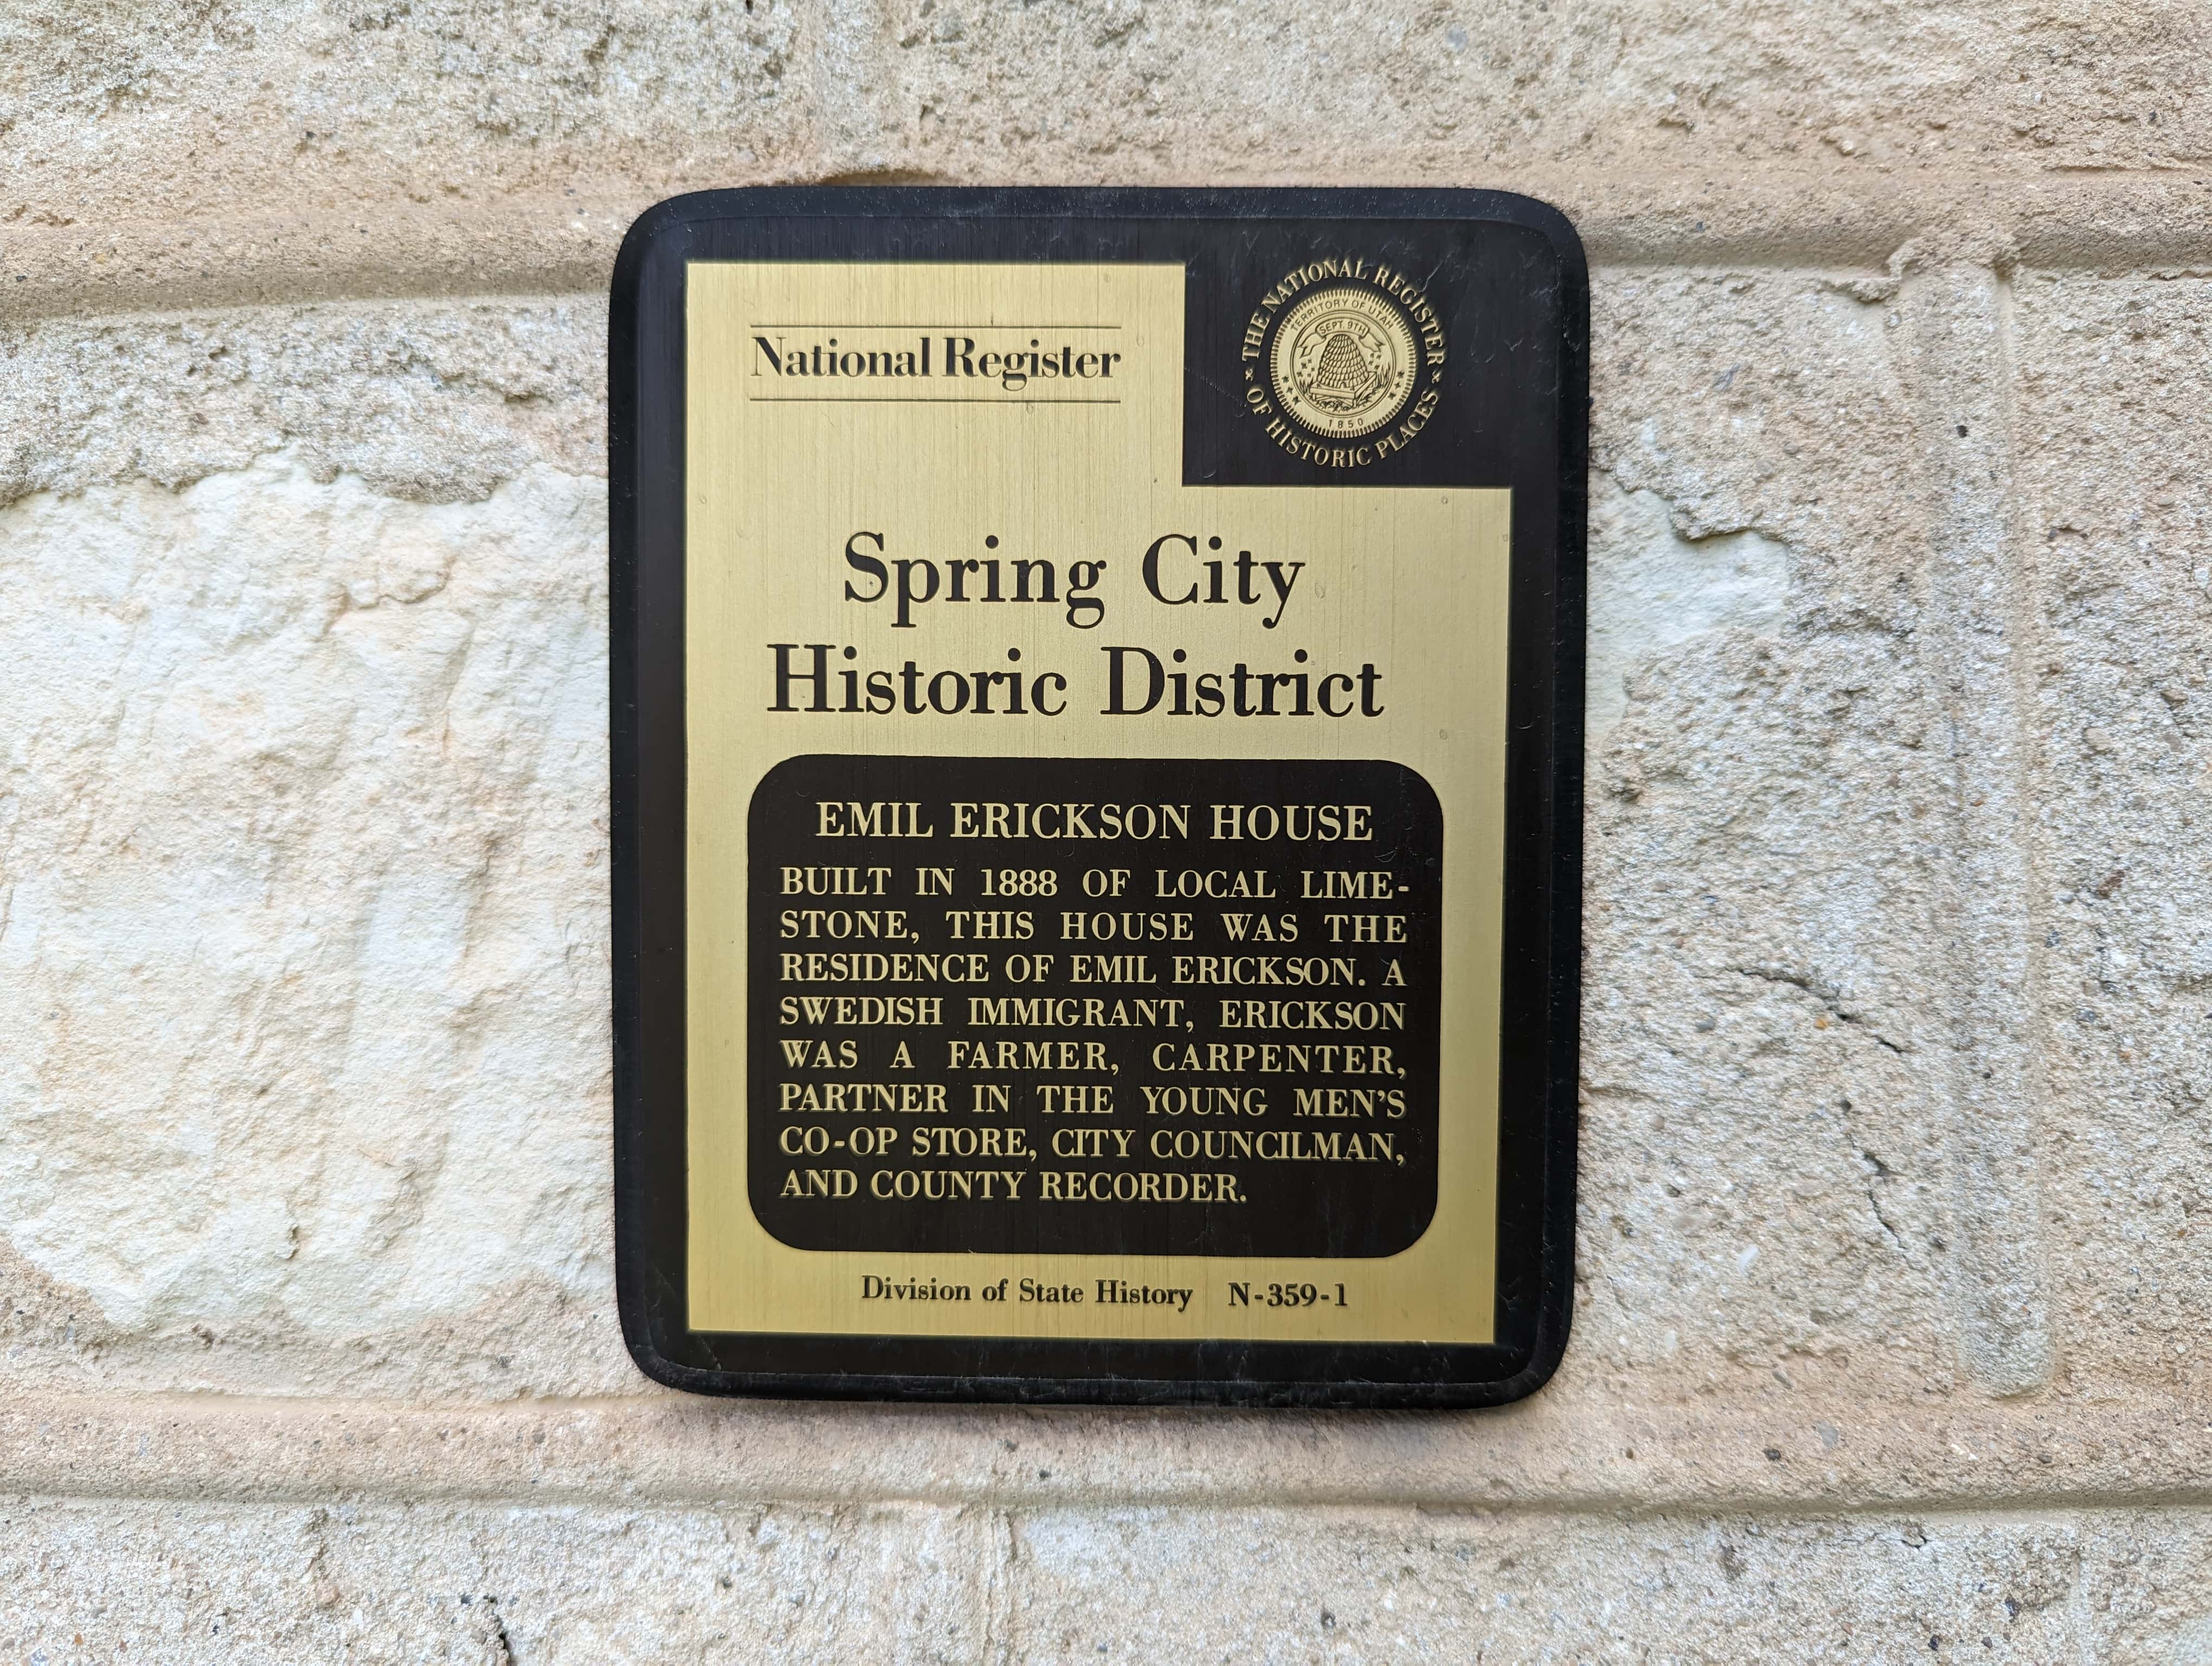 National Register
THE NATIONAL REGISTER
OF HISTORIC PLACES
TERRITORY OF UTAH
SEPT. 9TH
1850
Spring City
Historic District
EMIL ERICKSON HOUSE
BUILT IN 1888 OF LOCAL LIME-
STONE, THIS HOUSE WAS THE
RESIDENCE OF EMIL ERICKSON. A
SWEDISH IMMIGRANT, ERICKSON
WAS A FARMER, CARPENTER,
PARTNER IN THE YOUNG MEN'S
CO-OP STORE, CITY COUNCILMAN,
AND COUNTY RECORDER.
Division of State History N-359-1